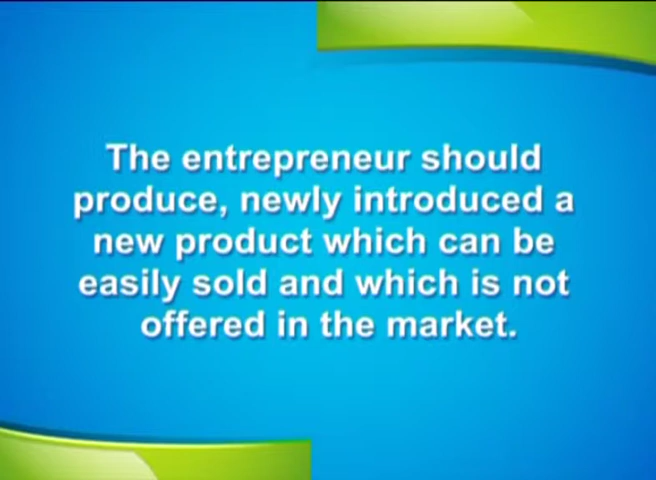 The entrepreneur should
produce, newly introduced a
new product which can be
easily sold and which is not
offered in the market.